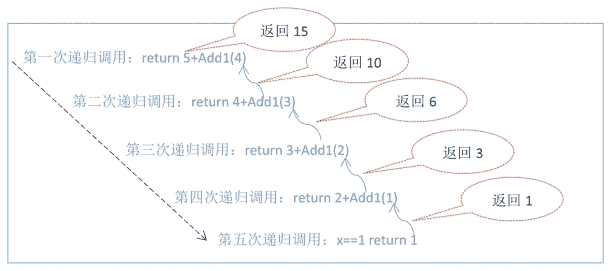 返回 15
第一次递归调用：return 5+Add1(4)
返回 10
第二次递归调用：return 4+Add1(3)
返回 6
第三次递归调用：return 3+Add1(2)
返回 3
第四次递归调用：return 2+Add1(1)
返回 1
第五次递归调用：x==1 return 1